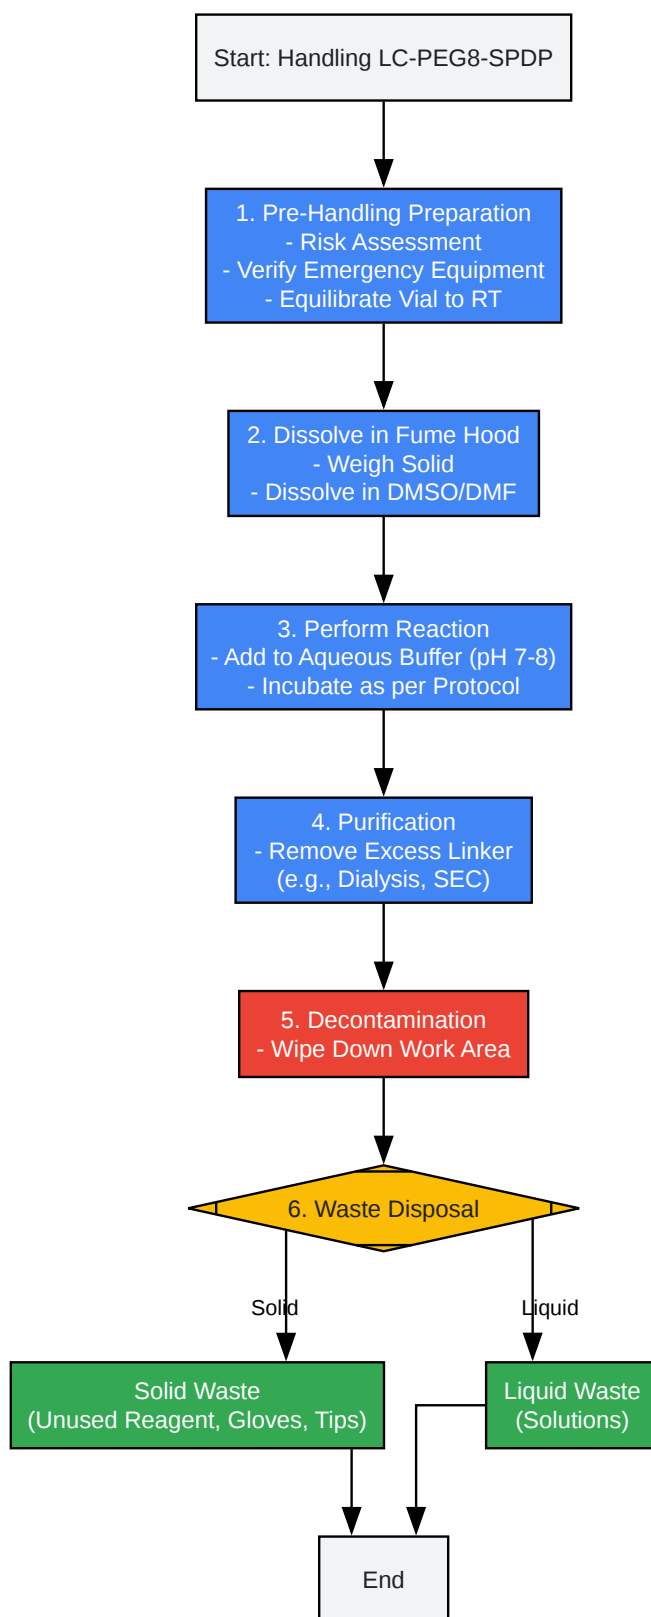 Start: Handling LC-PEG8-SPDP
1. Pre-Handling Preparation
- Risk Assessment
- Verify Emergency Equipment
- Equilibrate Vial to RT
2. Dissolve in Fume Hood
- Weigh Solid
- Dissolve in DMSO/DMF
3. Perform Reaction
- Add to Aqueous Buffer (pH 7-8)
- Incubate as per Protocol
4. Purification
- Remove Excess Linker
(e.g., Dialysis, SEC)
5. Decontamination
- Wipe Down Work Area
6. Waste Disposal
Solid
Liquid
Solid Waste
(Unused Reagent, Gloves, Tips)
Liquid Waste
(Solutions)
End